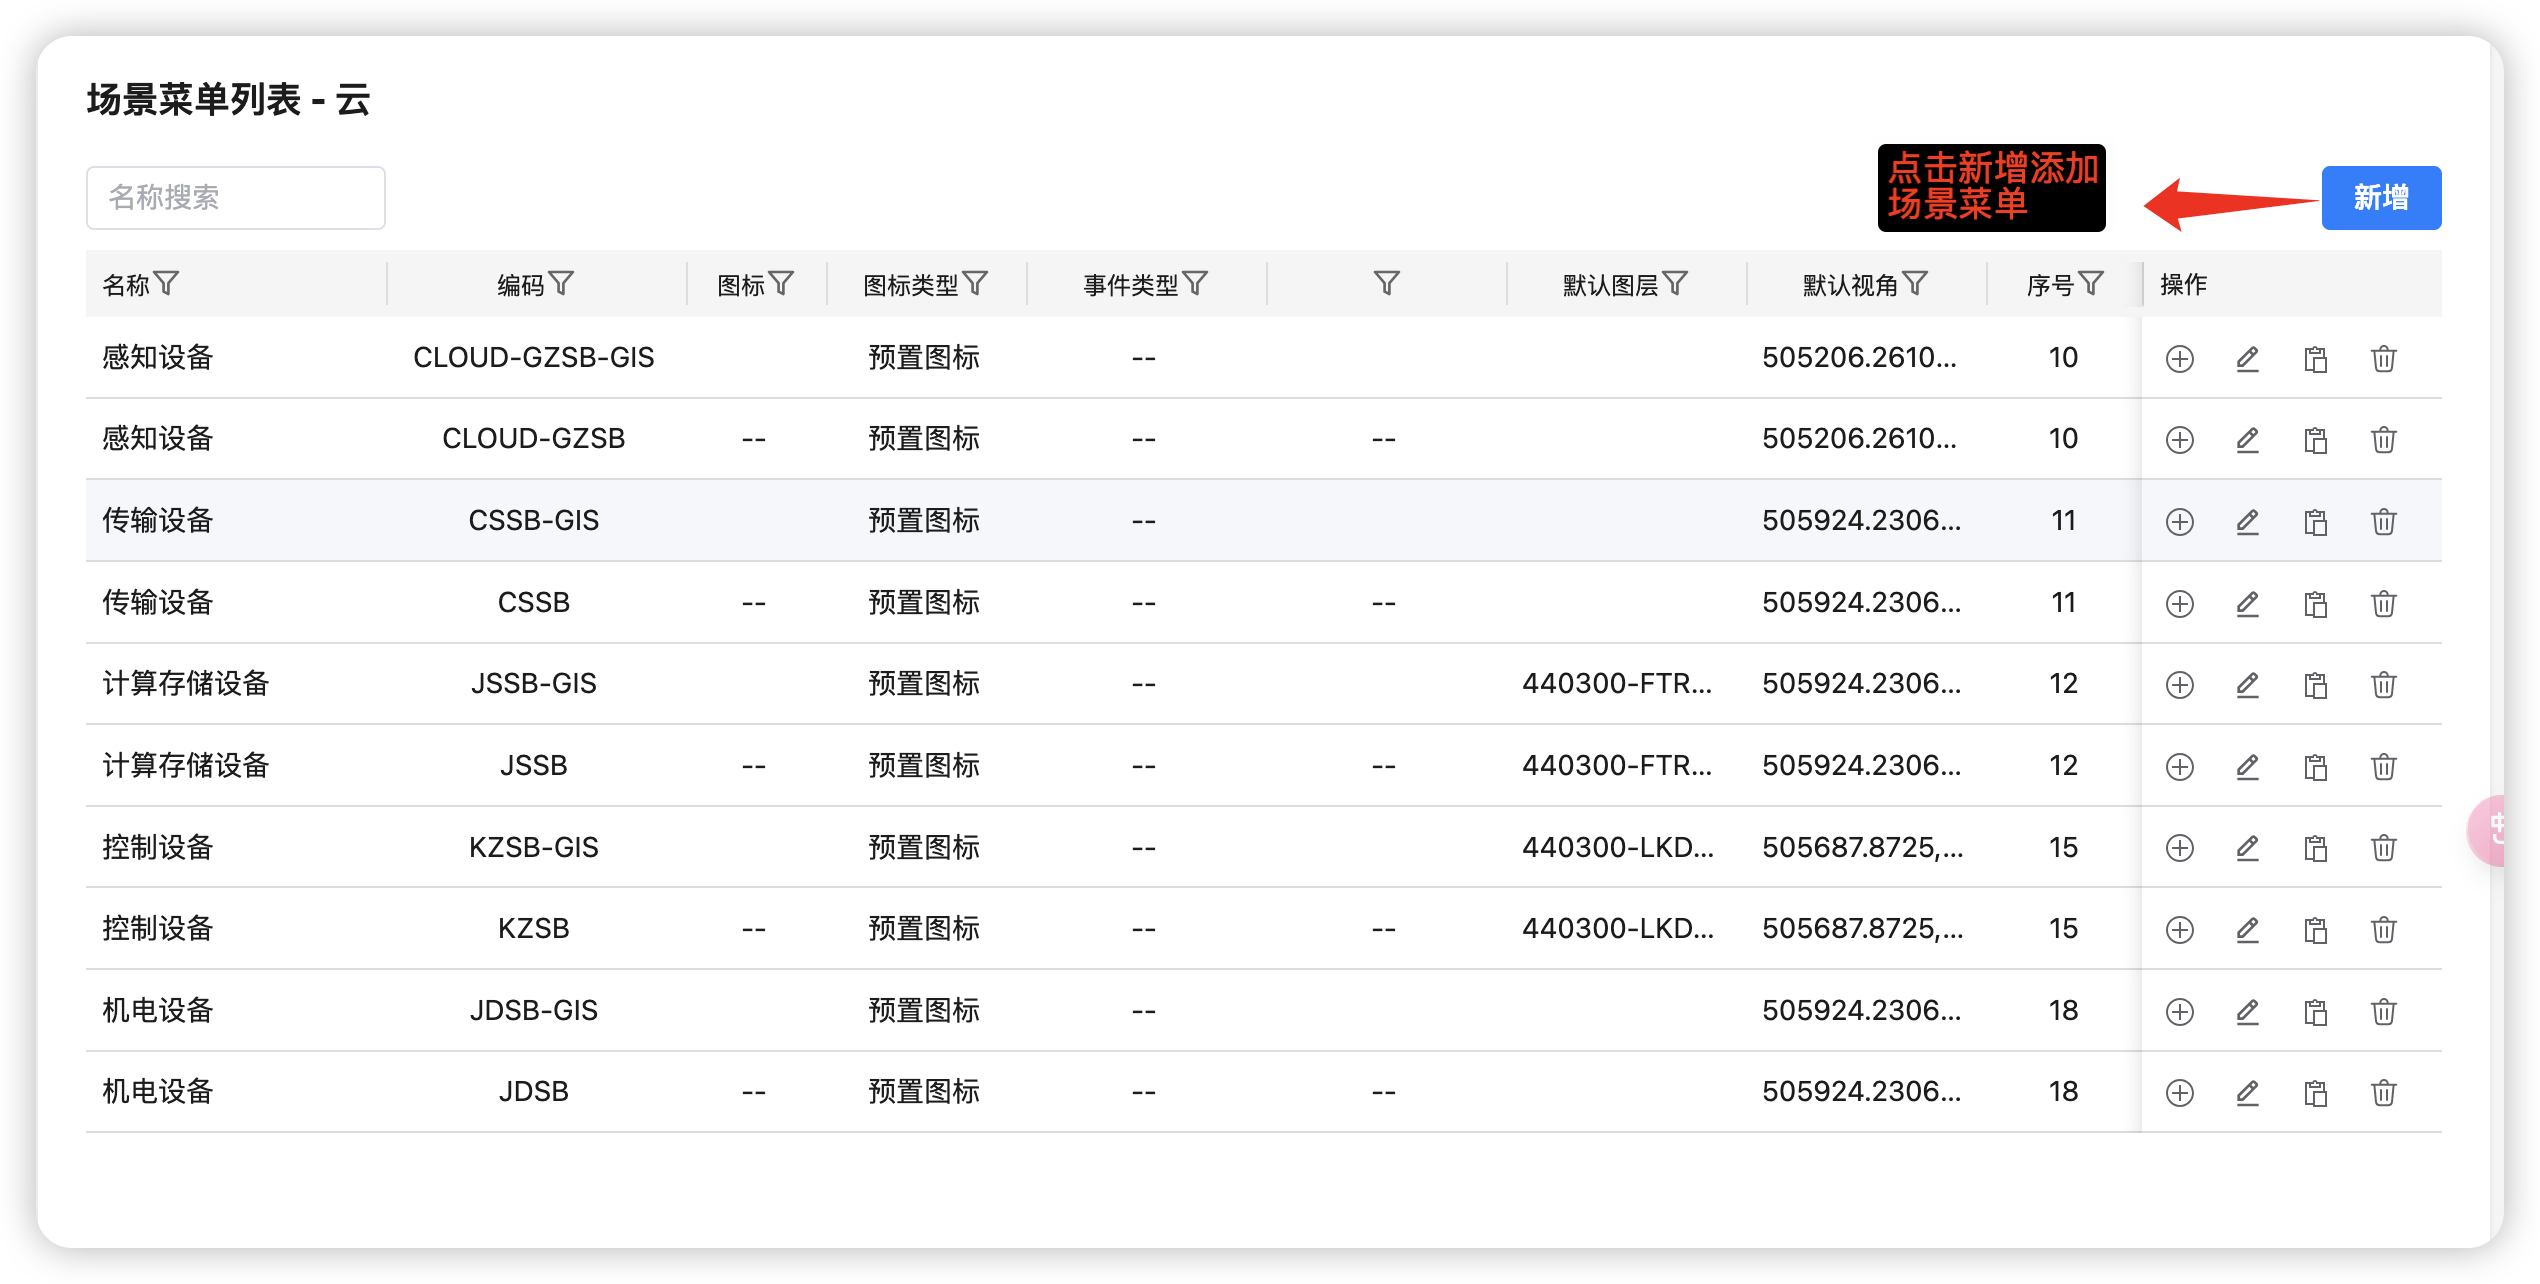 场景菜单列表 - 云
名称搜索
点击新增添加
场景菜单
新增
名称 编码 图标 图标类型 事件类型 默认图层 默认视角 序号 操作
感知设备 CLOUD-GZSB-GIS 预置图标 -- 505206.2610... 10
感知设备 CLOUD-GZSB -- 预置图标 -- -- 505206.2610... 10
传输设备 CSSB-GIS 预置图标 -- 505924.2306... 11
传输设备 CSSB -- 预置图标 -- -- 505924.2306... 11
计算存储设备 JSSB-GIS 预置图标 -- 440300-FTR... 505924.2306... 12
计算存储设备 JSSB -- 预置图标 -- -- 440300-FTR... 505924.2306... 12
控制设备 KZSB-GIS 预置图标 -- 440300-LKD... 505687.8725,... 15
控制设备 KZSB -- 预置图标 -- -- 440300-LKD... 505687.8725,... 15
机电设备 JDSB-GIS 预置图标 -- 505924.2306... 18
机电设备 JDSB -- 预置图标 -- -- 505924.2306... 18